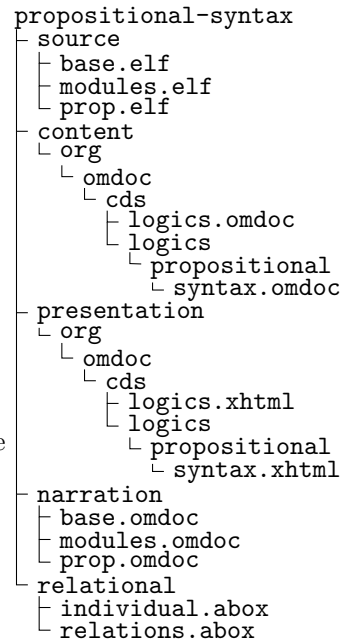 propositional-syntax
source
base.elf
modules.elf
prop.elf
content
org
omdoc
cds
logics.omdoc
logics
propositional
syntax.omdoc
presentation
org
omdoc
cds
logics.xhtml
logics
e propositional
syntax.xhtml
narration
base.omdoc
modules.omdoc
prop.omdoc
relational
individual.abox
relations.abox